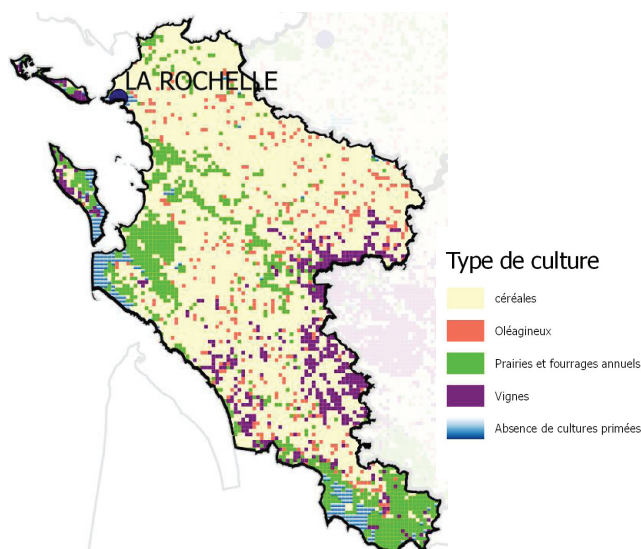 LA ROCHELLE
Type de culture
céréales
Oléagineux
Prairies et fourrages annuels
Vignes
Absence de cultures primées